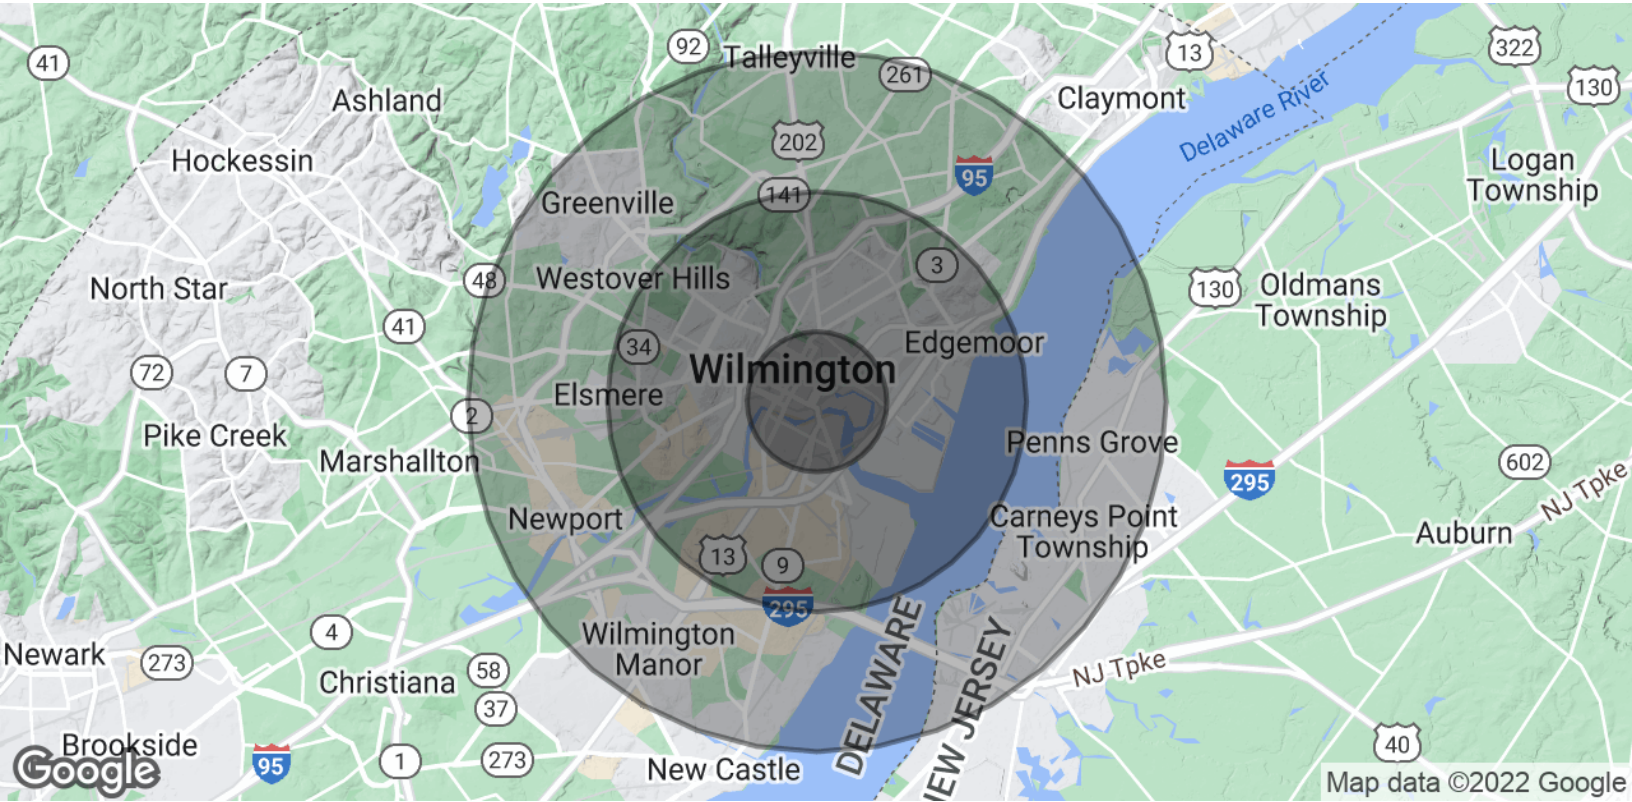 41
92
Talleyville
261
13
322
130
Ashland
Claymont
Delaware River
202
Hockessin
141
95
Logan
Township
Greenville
48
Westover Hills
3
North Star
130
Oldmans
Township
41
34
Edgemoor
72
7
Wilmington
Elsmere
2
Pike Creek
Marshallton
Penns Grove
602
295
NJ Tpke
Newport
Carneys Point
Township
Auburn
13
9
295
4
Wilmington
Manor
DELAWARE
NEW JERSEY
Newark
273
58
NJ Tpke
Christiana
37
Brookside
95
1
273
New Castle
40
Google
Map data ©2022 Google